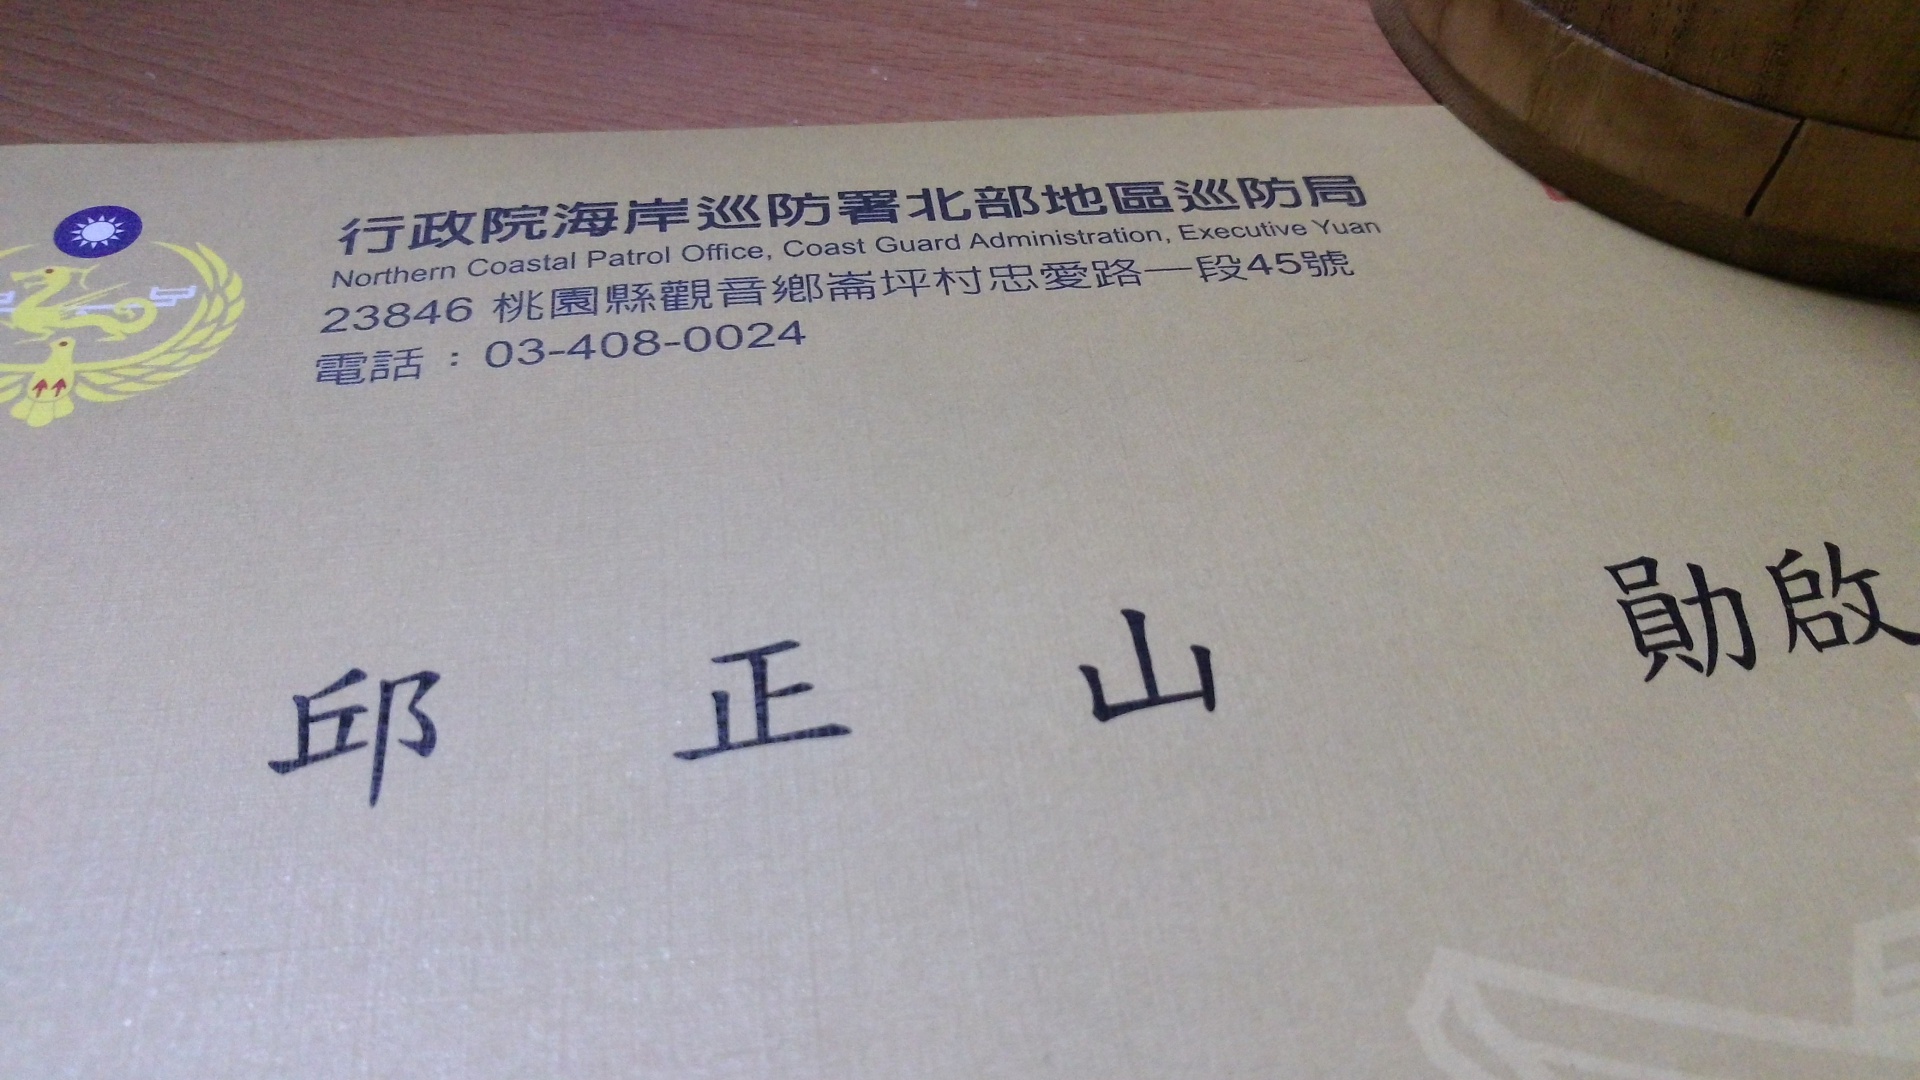 行政院海岸巡防署北部地區巡防局
Northern Coastal Patrol Office, Coast Guard Administration, Executive Yuan
23846 桃園縣觀音鄉崙坪村忠愛路一段45號
電話：03-408-0024
邱正山 勛啟